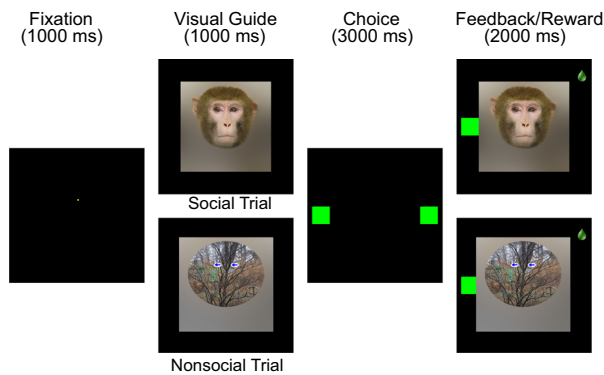 Fixation
(1000 ms)
Visual Guide
(1000 ms)
Choice
(3000 ms)
Feedback/Reward
(2000 ms)
Social Trial
Nonsocial Trial